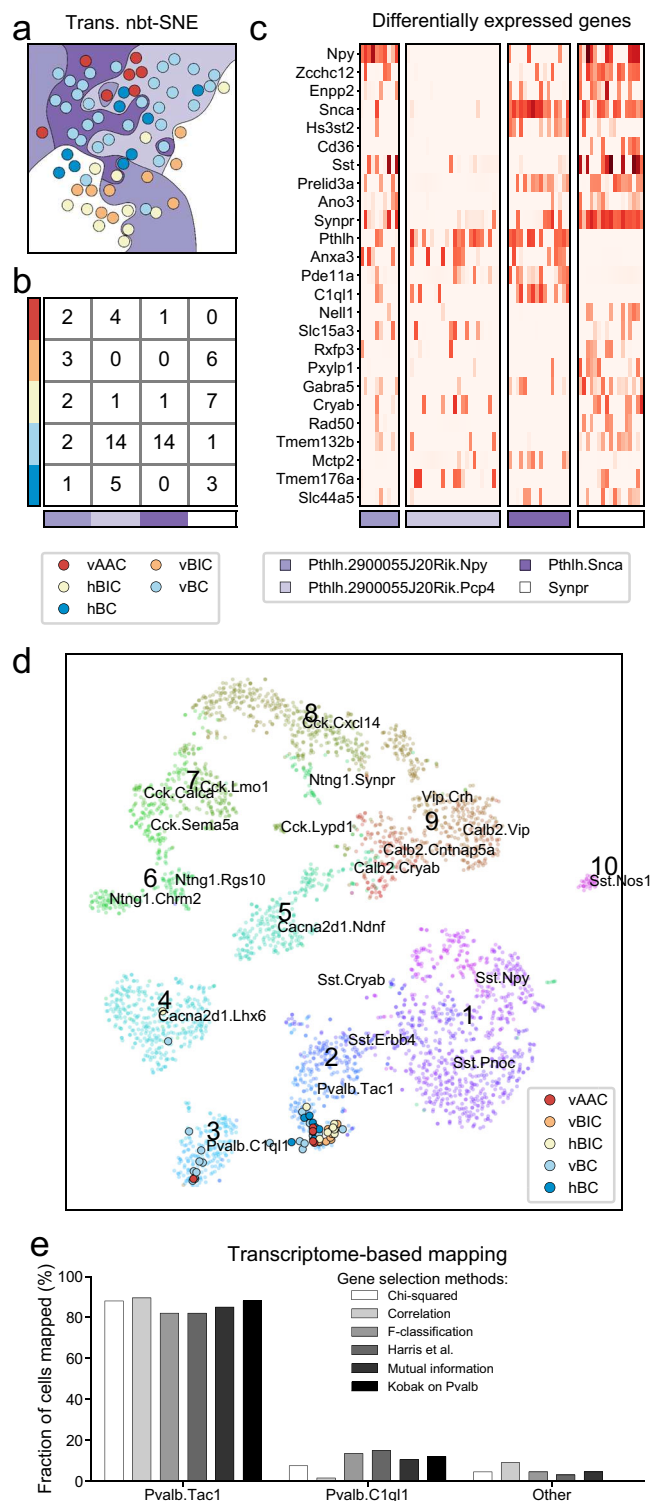 a
Trans. nbt-SNE
b
2 4 1 0
3 0 0 6
2 1 1 7
2 14 14 1
1 5 0 3
vAAC
vBIC
hBIC
vBC
hBC
c
Differentially expressed genes
Npy
Zcchc12
Enpp2
Snca
Hs3st2
Cd36
Sst
Prelid3a
Ano3
Synpr
Pthlh
Anxa3
Pde11a
C1ql1
Nell1
Slc15a3
Rxfp3
Pxylp1
Gabra5
Cryab
Rad50
Tmem132b
Mctp2
Tmem176a
Slc44a5
Pthlh.2900055J20Rik.Npy
Pthlh.Snca
Pthlh.2900055J20Rik.Pcp4
Synpr
d
8
Cck.Cxcl14
7
Cck.Calca
Cck.Lmo1
Ntng1.Synpr
Vip.Crh
Cck.Sema5a
Cck.Lypd1
9
Calb2.Vip
Calb2.Cntnap5a
Calb2.Cryab
6
Ntng1.Rgs10
Ntng1.Chrm2
10
Sst.Nos1
5
Cacna2d1.Ndnf
Sst.Cryab
Sst.Npy
4
Cacna2d1.Lhx6
1
Sst.Erbb4
2
Sst.Pnoc
Pvalb.Tac1
3
Pvalb.C1ql1
vAAC
vBIC
hBIC
vBC
hBC
e
Transcriptome-based mapping
Fraction of cells mapped (%)
100
80
60
40
20
0
Gene selection methods:
Chi-squared
Correlation
F-classification
Harris et al.
Mutual information
Kobak on Pvalb
Pvalb.Tac1
Pvalb.C1ql1
Other